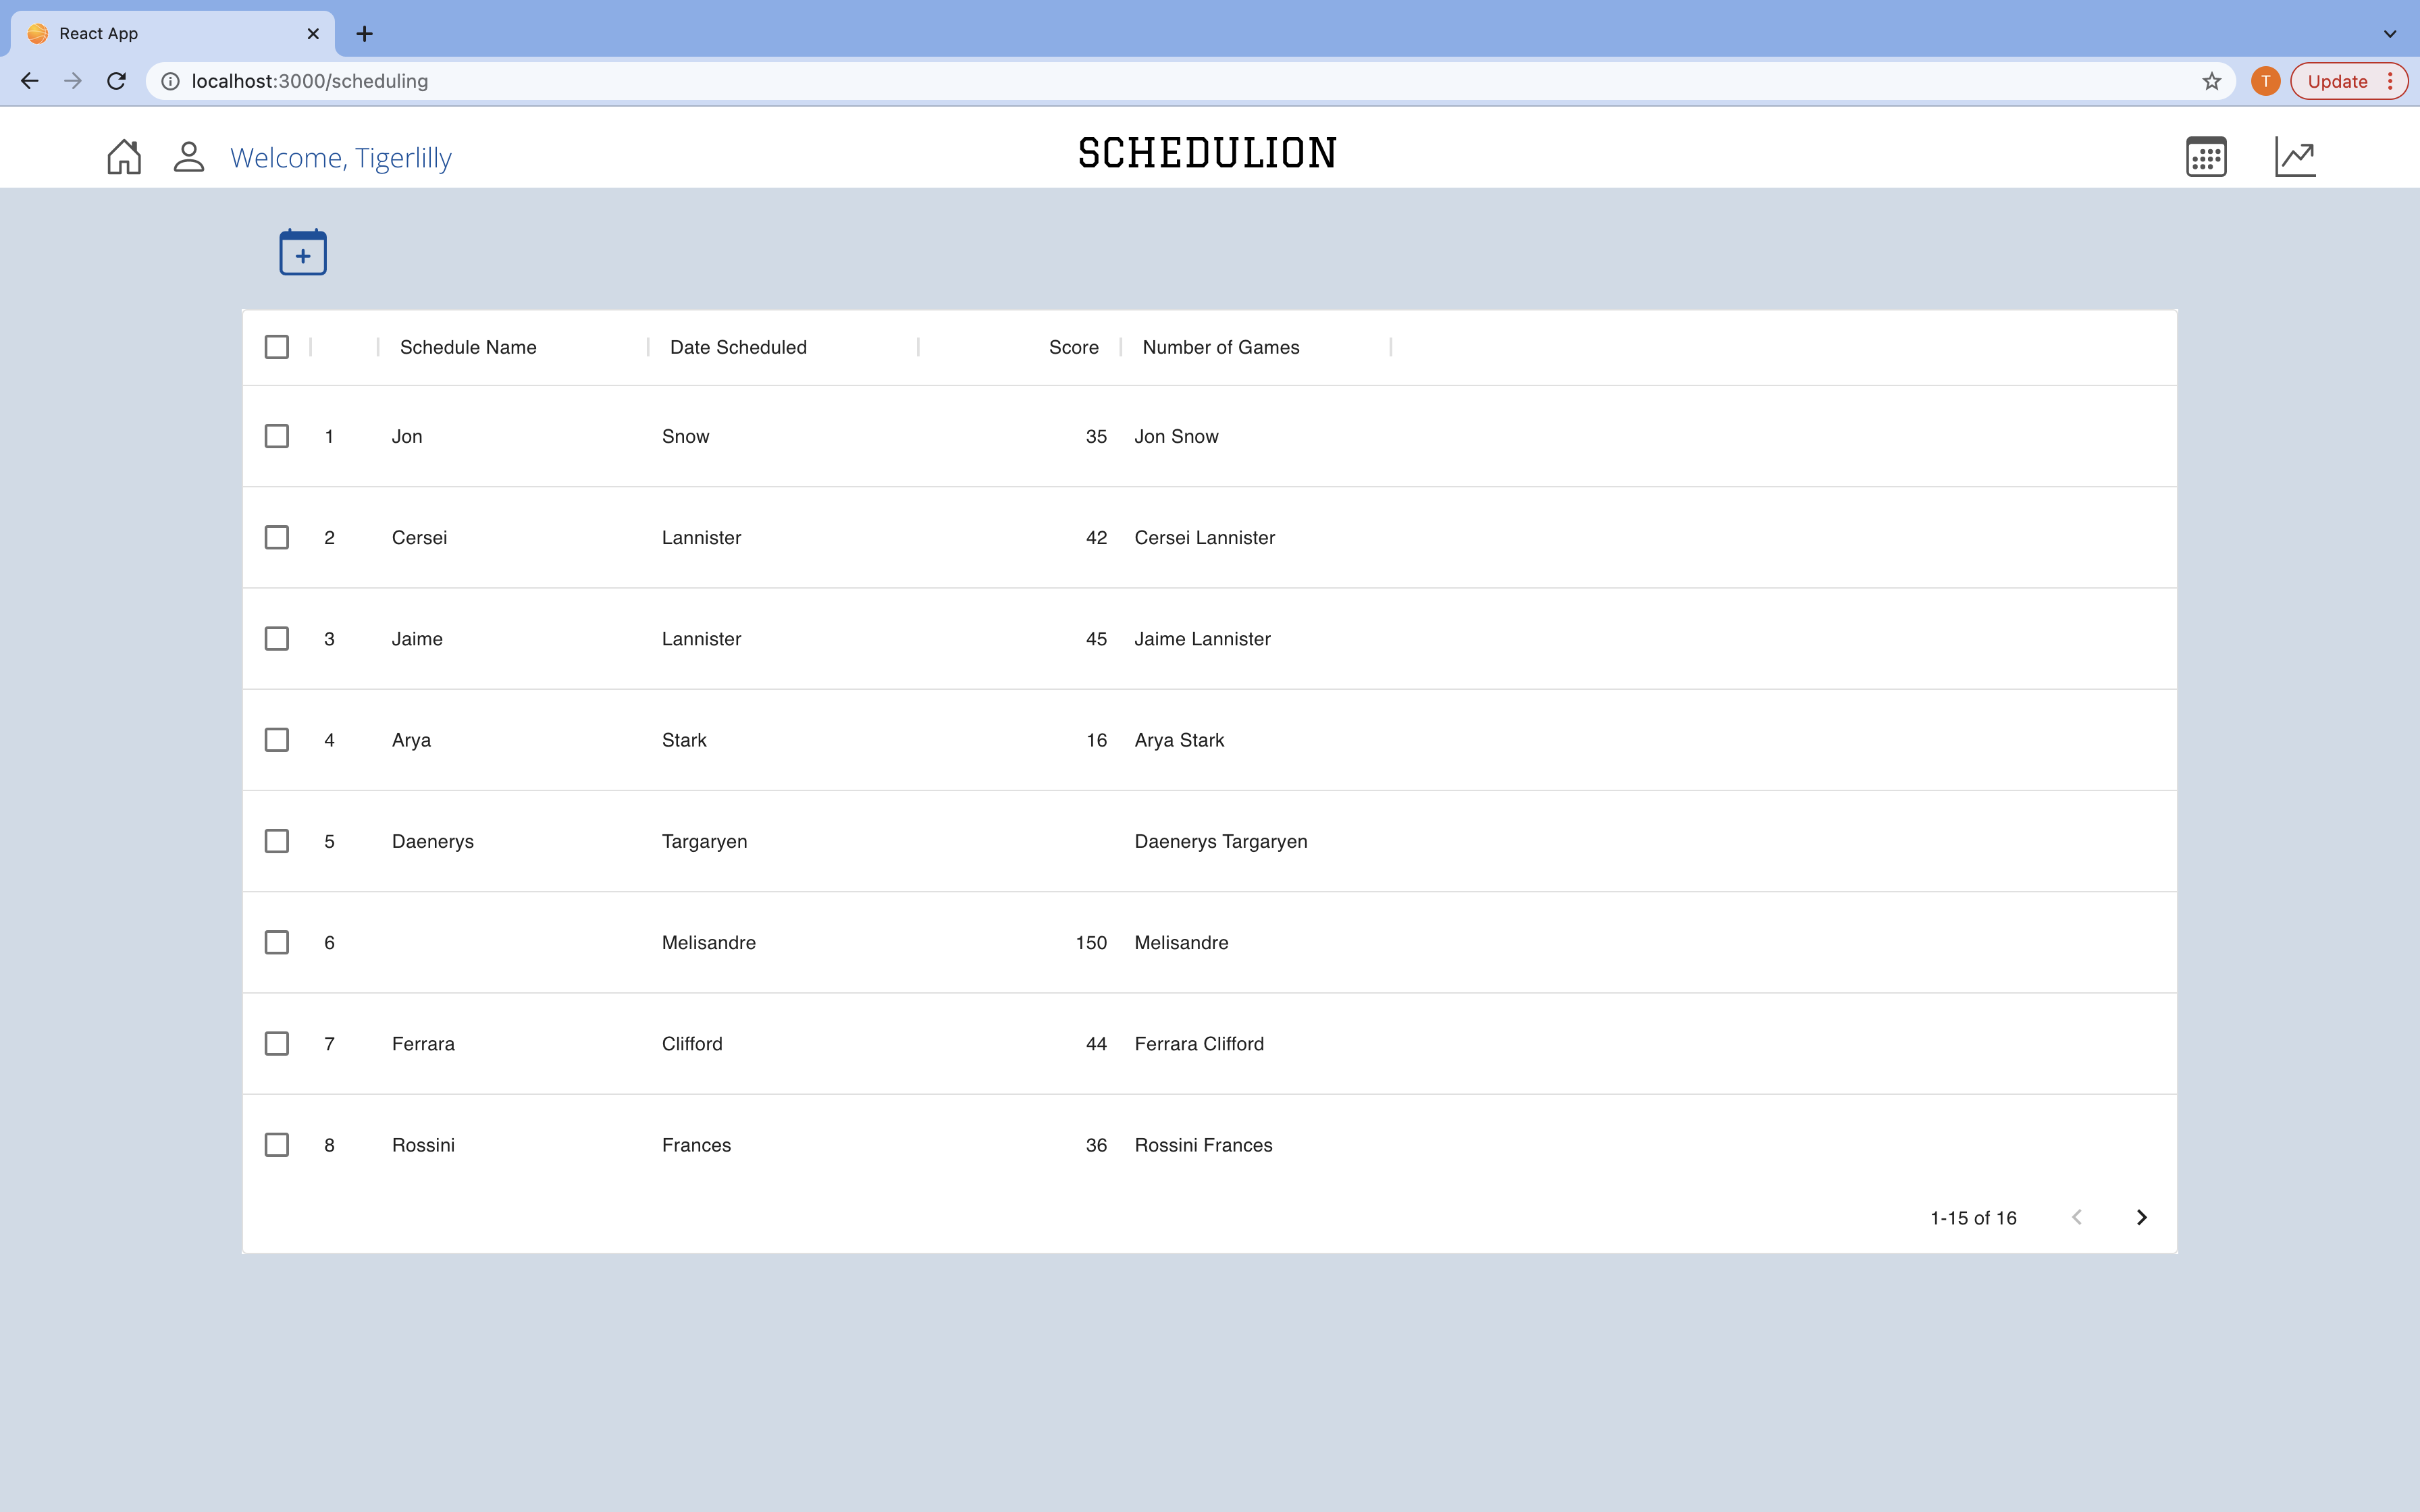 React App
localhost:3000/scheduling
T
Update
Welcome, Tigerlilly
SCHEDULION
Schedule Name Date Scheduled Score Number of Games
1 Jon Snow 35 Jon Snow
2 Cersei Lannister 42 Cersei Lannister
3 Jaime Lannister 45 Jaime Lannister
4 Arya Stark 16 Arya Stark
5 Daenerys Targaryen Daenerys Targaryen
6 Melisandre 150 Melisandre
7 Ferrara Clifford 44 Ferrara Clifford
8 Rossini Frances 36 Rossini Frances
1-15 of 16